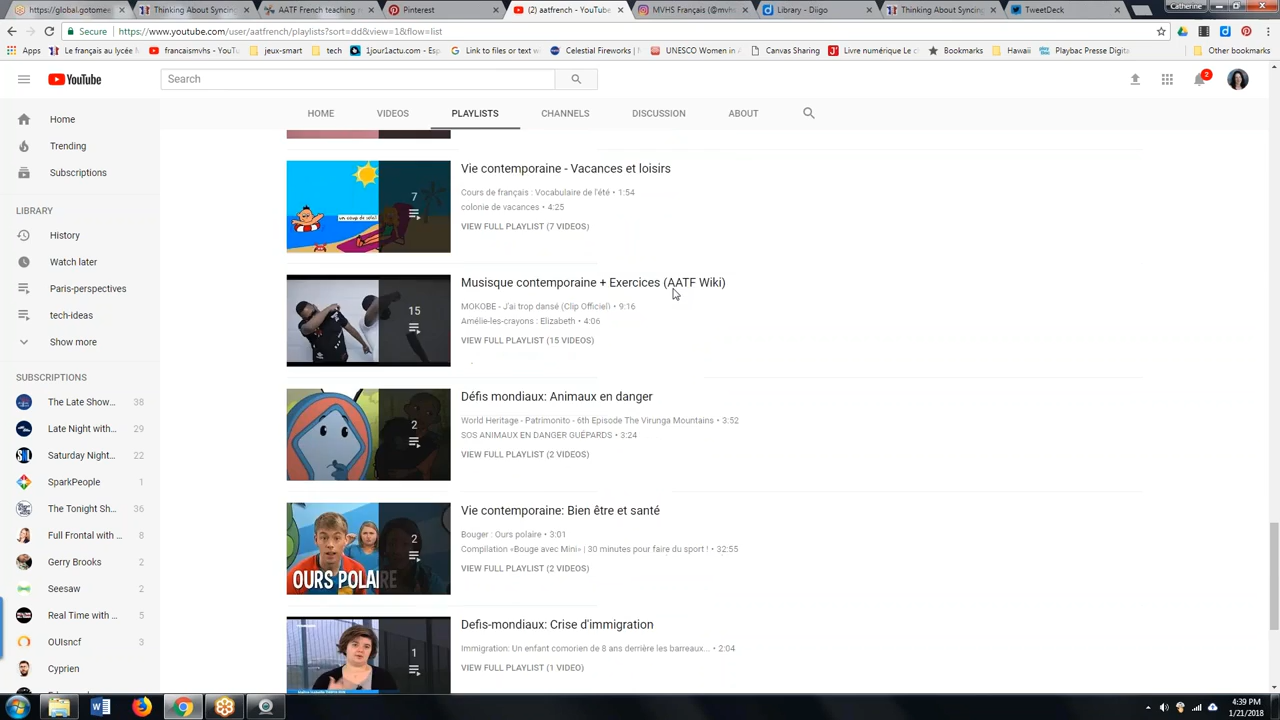 https://global.gotomee
Thinking About Syncing
AATF French teaching r
Pinterest
(2) aatfrench - YouTube
MVHS Français (@mvhs
Library - Diigo
Thinking About Syncing
TweetDeck
Catherine
Secure https://www.youtube.com/user/aatfrench/playlists?sort=dd&view=1&flow=list
Apps
Le français au lycée
francaismvhs - YouTu
jeux-smart
tech
1jour1actu.com - Esp
Link to files or text w
Celestial Fireworks | N
UNESCO Women in A
Canvas Sharing
Livre numérique Le c
Bookmarks
Hawaii
Playbac Presse Digita
Other bookmarks
YouTube
Search
2
HOME VIDEOS PLAYLISTS CHANNELS DISCUSSION ABOUT
Home
Trending
Subscriptions
LIBRARY
History
Watch later
Paris-perspectives
tech-ideas
Show more
SUBSCRIPTIONS
The Late Show... 38
Late Night with... 29
Saturday Night... 22
SparkPeople 1
The Tonight Sh... 36
Full Frontal with ... 8
Gerry Brooks 2
Seesaw 2
Real Time with ... 5
OUIsncf 3
Cyprien
un coup de soleil
7
Vie contemporaine - Vacances et loisirs
Cours de français : Vocabulaire de l'été • 1:54
colonie de vacances • 4:25
VIEW FULL PLAYLIST (7 VIDEOS)
15
Musisque contemporaine + Exercices (AATF Wiki)
MOKOBE - J'ai trop dansé (Clip Officiel) • 9:16
Amélie-les-crayons : Elizabeth • 4:06
VIEW FULL PLAYLIST (15 VIDEOS)
2
Défis mondiaux: Animaux en danger
World Heritage - Patrimonito - 6th Episode The Virunga Mountains • 3:52
SOS ANIMAUX EN DANGER GUÉPARDS • 3:24
VIEW FULL PLAYLIST (2 VIDEOS)
OURS POLAIRE
2
Vie contemporaine: Bien être et santé
Bouger : Ours polaire • 3:01
Compilation «Bouge avec Mini» | 30 minutes pour faire du sport ! • 32:55
VIEW FULL PLAYLIST (2 VIDEOS)
1
Defis-mondiaux: Crise d'immigration
Immigration: Un enfant comorien de 8 ans derrière les barreaux... • 2:04
VIEW FULL PLAYLIST (1 VIDEO)
4:39 PM
1/21/2018